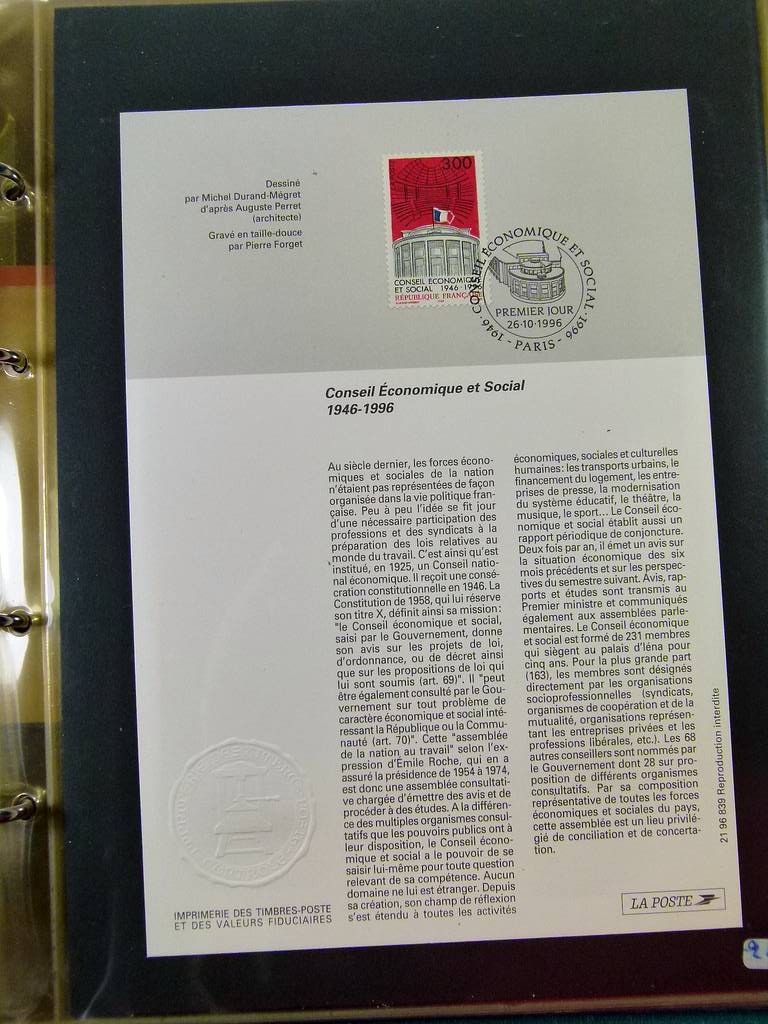 Dessiné
par Michel Durand-Mégret
d'après Auguste Perret
(architecte)
Gravé en taille-douce
par Pierre Forget
300
CONSEIL ÉCONOMIQUE
ET SOCIAL 1946
RÉPUBLIQUE FRANÇAISE
CONSEIL ÉCONOMIQUE ET SOCIAL
PREMIER JOUR
26-10-1996
1946 - PARIS - 1996
Conseil Économique et Social
1946-1996
Au siècle dernier, les forces écono-
miques et sociales de la nation
n'étaient pas représentées de façon
organisée dans la vie politique fran-
çaise. Peu à peu l'idée se fit jour
d'une nécessaire participation des
professions et des syndicats à la
préparation des lois relatives au
monde du travail. C'est ainsi qu'est
institué, en 1925, un Conseil natio-
nal économique. Il reçoit une consé-
cration constitutionnelle en 1946. La
Constitution de 1958, qui lui réserve
son titre X, définit ainsi sa mission:
"le Conseil économique et social,
saisi par le Gouvernement, donne
son avis sur les projets de loi,
d'ordonnance, ou de décret ainsi
que sur les propositions de loi qui
lui sont soumis (art. 69)". Il "peut
être également consulté par le Gou-
vernement sur tout problème de
caractère économique et social inté-
ressant la République ou la Commu-
nauté (art. 70)". Cette "assemblée
de la nation au travail" selon l'ex-
pression d'Émile Roche, qui en a
assuré la présidence de 1954 à 1974,
est donc une assemblée consultati-
ve chargée d'émettre des avis et de
procéder à des études. A la différen-
ce des multiples organismes consul-
tatifs que les pouvoirs publics ont à
leur disposition, le Conseil écono-
mique et social a le pouvoir de se
saisir lui-même pour toute question
relevant de sa compétence. Aucun
domaine ne lui est étranger. Depuis
sa création, son champ de réflexion
s'est étendu à toutes les activités
économiques, sociales et culturelles
humaines: les transports urbains, le
financement du logement, les entre-
prises de presse, la modernisation
du système éducatif, le théâtre, la
musique, le sport... Le Conseil éco-
nomique et social établit aussi un
rapport périodique de conjoncture.
Deux fois par an, il émet un avis sur
la situation économique des six
mois précédents et sur les perspec-
tives du semestre suivant. Avis, rap-
ports et études sont transmis au
Premier ministre et communiqués
également aux assemblées parle-
mentaires. Le Conseil économique
et social est formé de 231 membres
qui siègent au palais d'Iéna pour
cinq ans. Pour la plus grande part
(163), les membres sont désignés
directement par les organisations
socioprofessionnelles (syndicats,
organismes de coopération et de la
mutualité, organisations représen-
tant les entreprises privées et les
professions libérales, etc.). Les 68
autres conseillers sont nommés par
le Gouvernement dont 28 sur pro-
position de différents organismes
consultatifs. Par sa composition
représentative de toutes les forces
économiques et sociales du pays,
cette assemblée est un lieu privilé-
gié de conciliation et de concerta-
tion.
21 96 839 Reproduction interdite
IMPRIMERIE DES TIMBRES-POSTE
ET DES VALEURS FIDUCIAIRES
LA POSTE